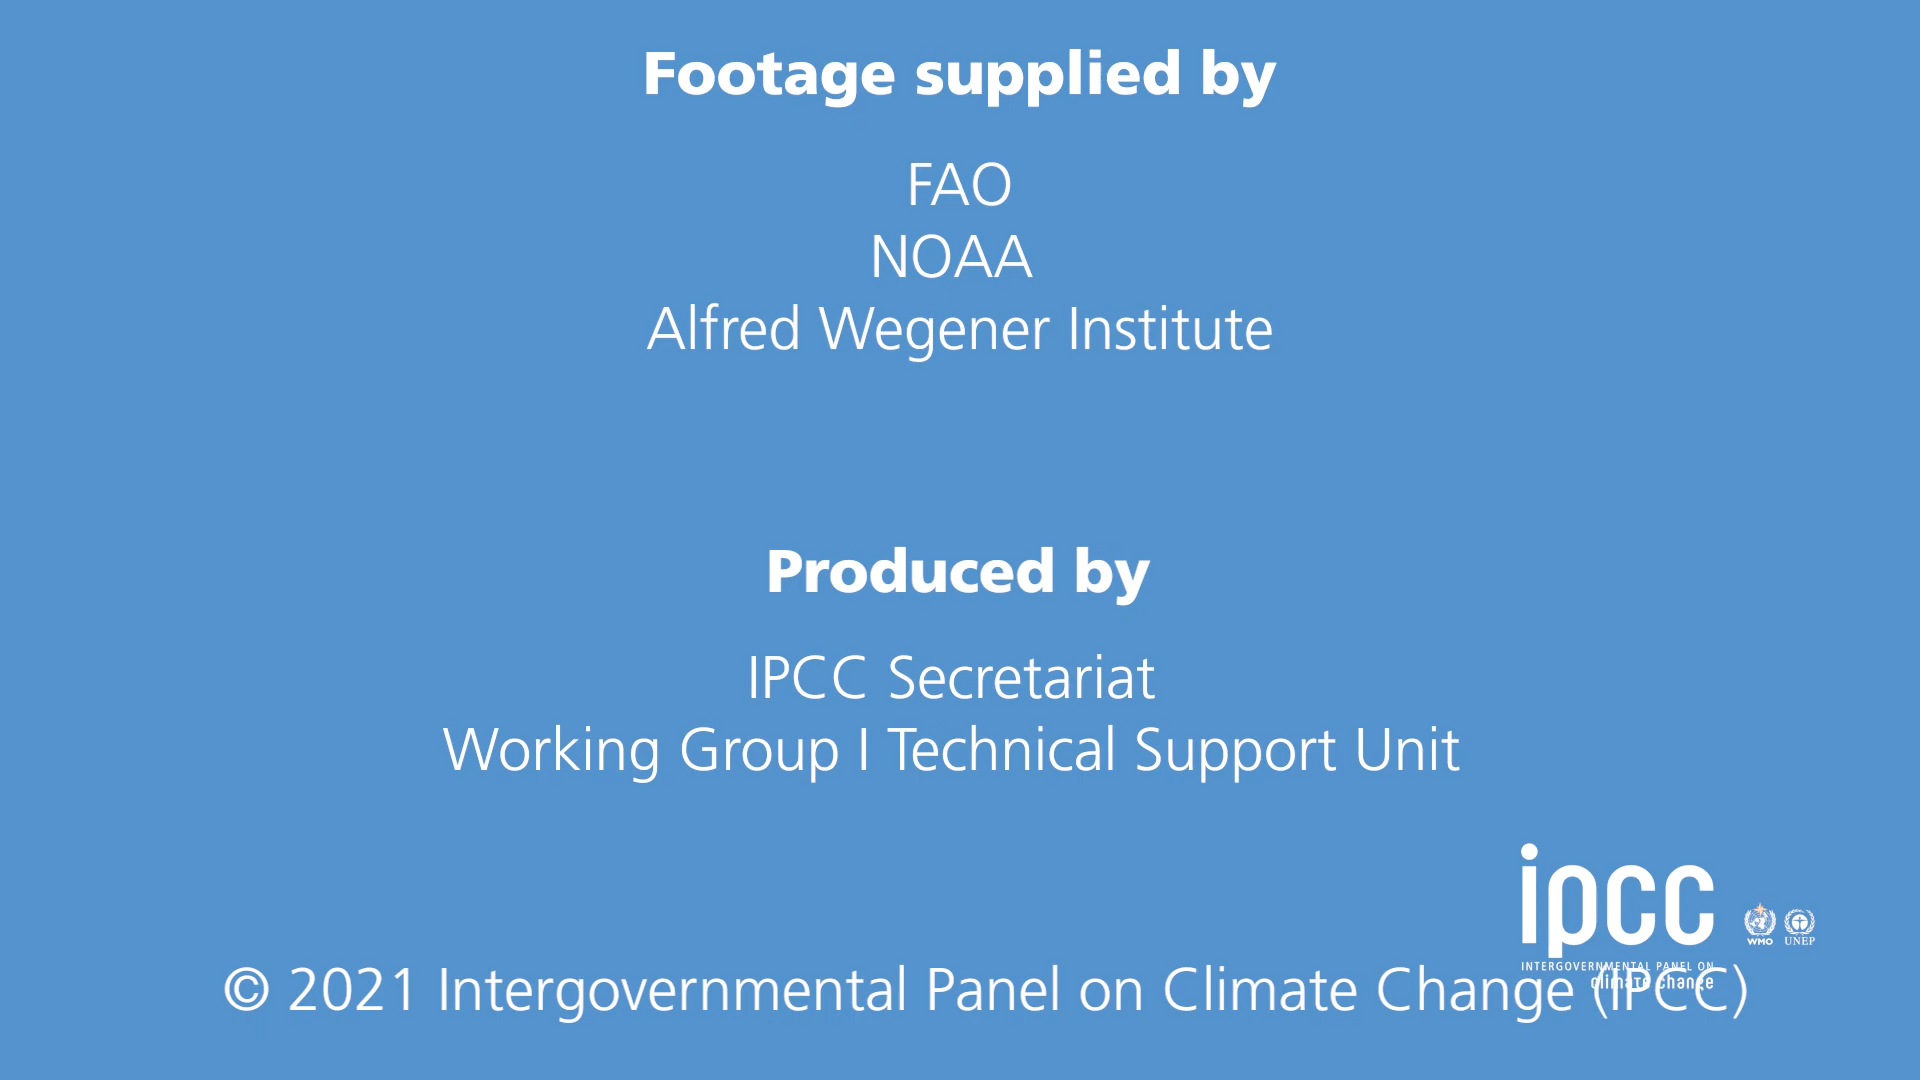 Footage supplied by
FAO
NOAA
Alfred Wegener Institute
Produced by
IPCC Secretariat
Working Group I Technical Support Unit
ipcc
WMO UNEP
INTERGOVERNMENTAL PANEL ON
climate change
© 2021 Intergovernmental Panel on Climate Change (IPCC)